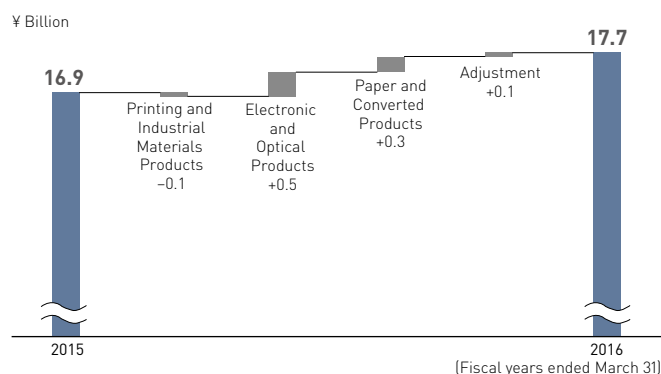 ¥ Billion
16.9
Printing and
Industrial
Materials
Products
−0.1
Electronic
and
Optical
Products
+0.5
Paper and
Converted
Products
+0.3
Adjustment
+0.1
17.7
2015
2016
(Fiscal years ended March 31)